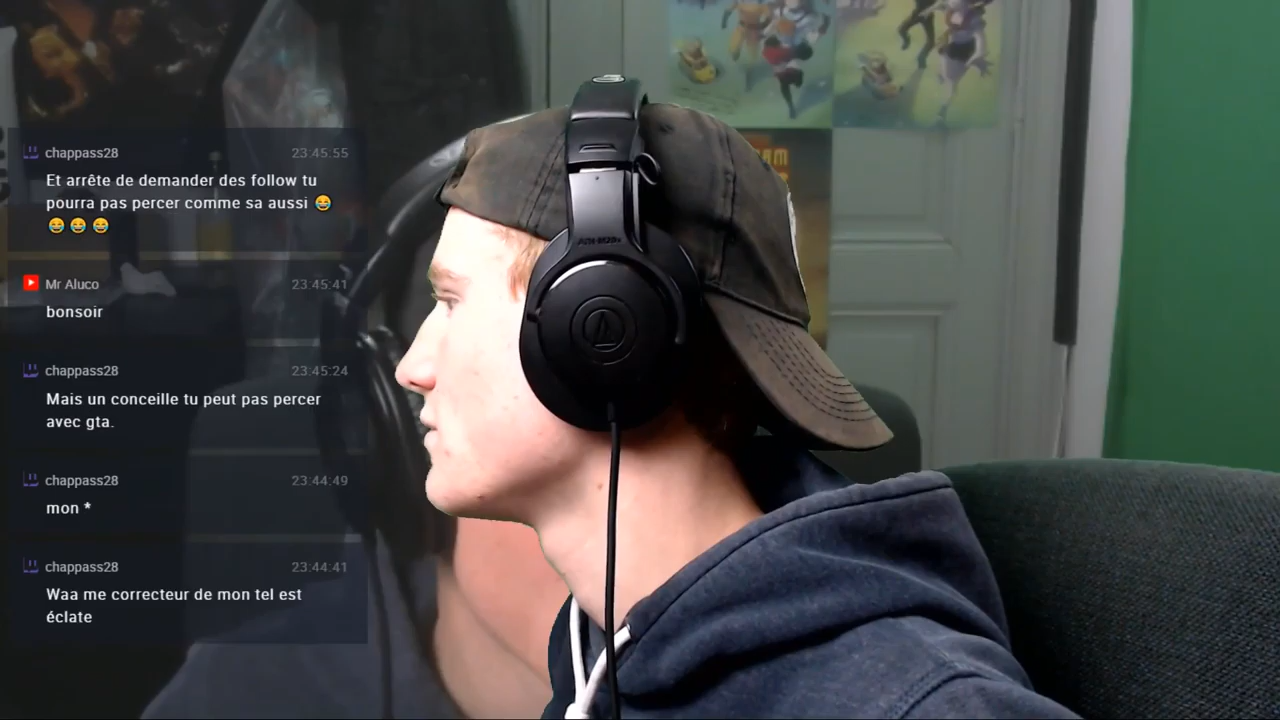 chappass28 23:45:55
Et arrête de demander des follow tu
pourra pas percer comme sa aussi 😂
😂 😂 😂
Mr Aluco 23:45:41
bonsoir
chappass28 23:45:24
Mais un conceille tu peut pas percer
avec gta.
chappass28 23:44:49
mon *
chappass28 23:44:41
Waa me correcteur de mon tel est
éclate